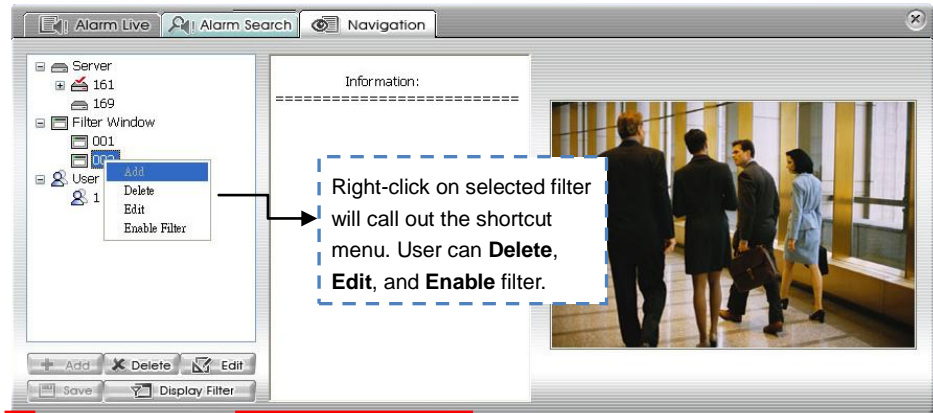 Alarm Live Alarm Search Navigation
Server
161
169
Filter Window
001
002
User
1
Add
Delete
Edit
Enable Filter
Information:
===========================
Right-click on selected filter
will call out the shortcut
menu. User can Delete,
Edit, and Enable filter.
Add Delete Edit
Save Display Filter